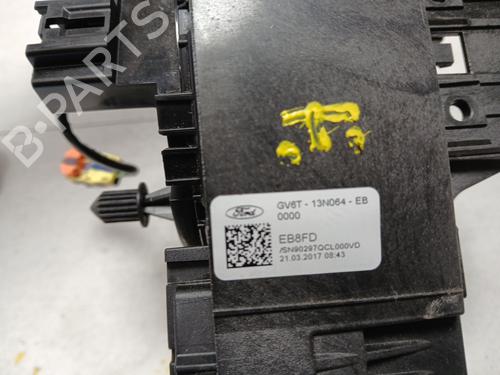 B-PARTS
Ford
GV6T - 13N064 - EB
0000
EB8FD
/SN90297QCL000VD
21.03.2017 08:43